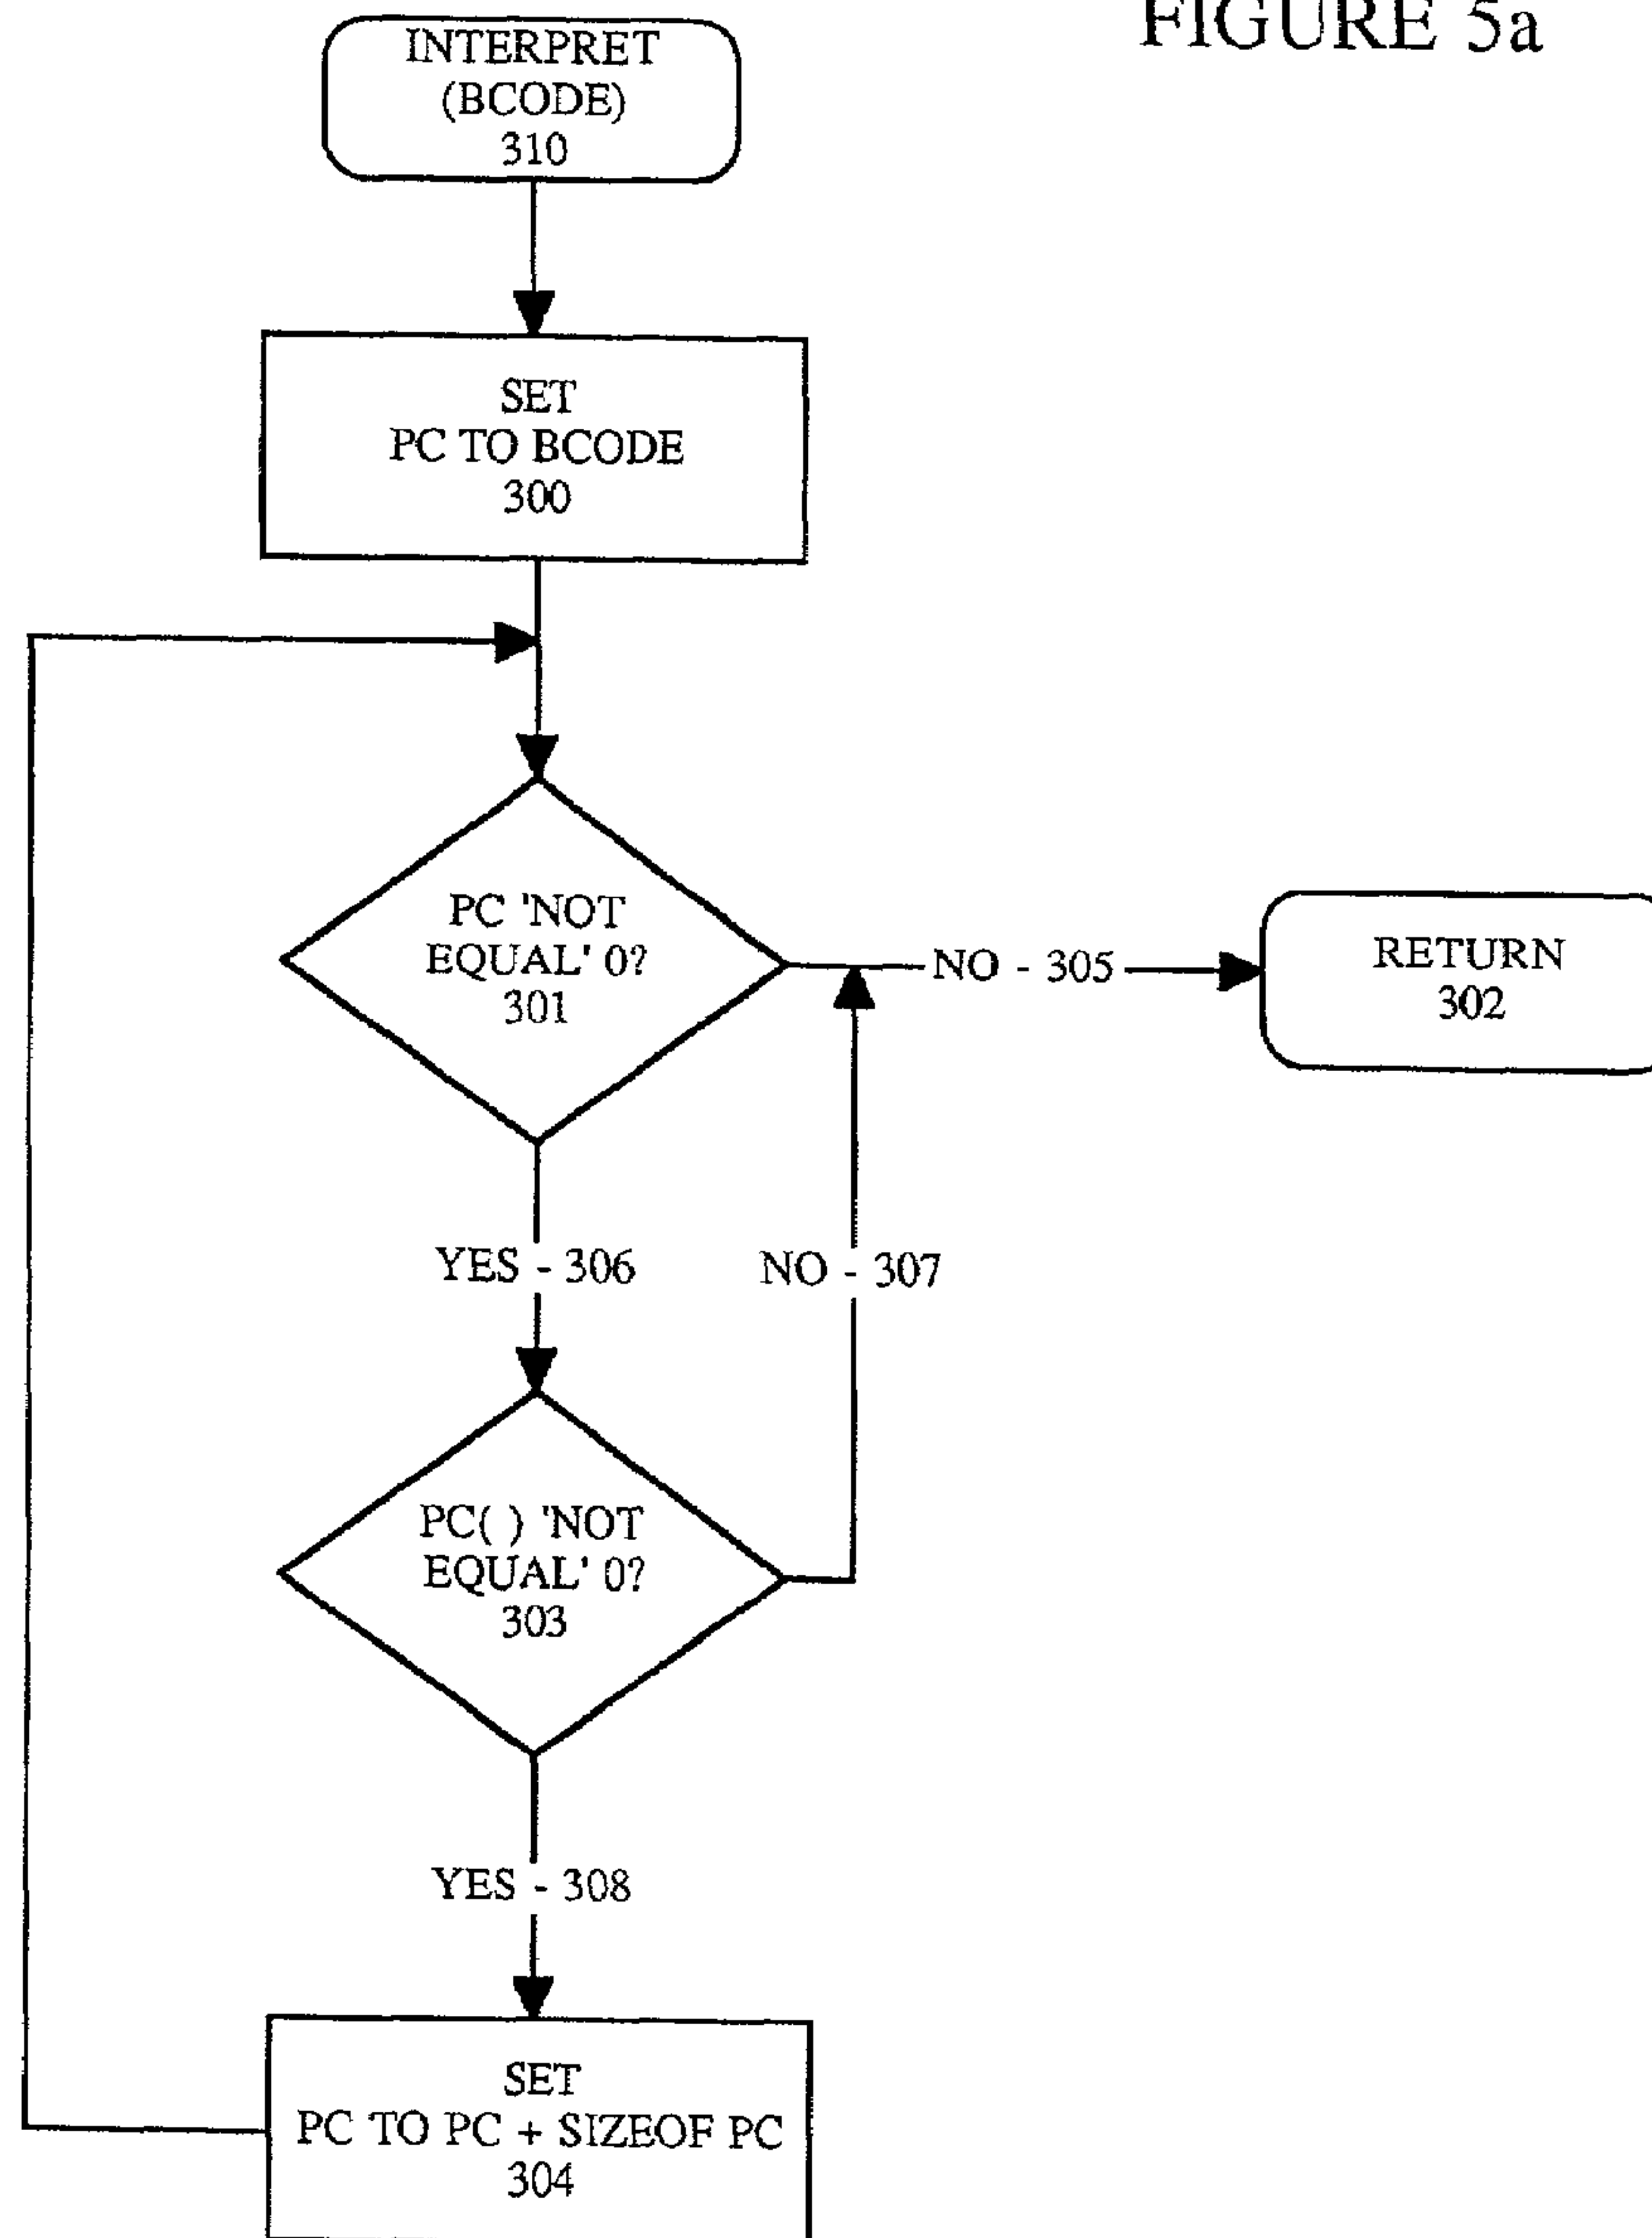 FIGURE 5a
INTERPRET
(BCODE)
310
SET
PC TO BCODE
300
PC 'NOT
EQUAL' 0?
301
NO - 305
RETURN
302
YES - 306
NO - 307
PC( ) 'NOT
EQUAL' 0?
303
YES - 308
SET
PC TO PC + SIZEOF PC
304